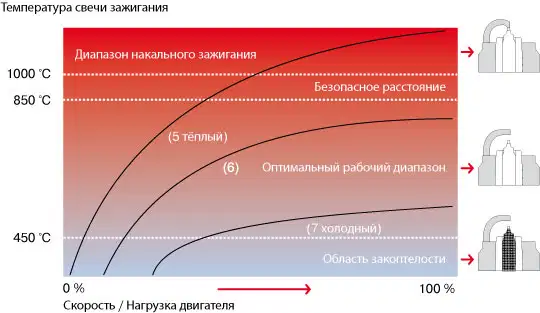 Температура свечи зажигания
Диапазон накального зажигания
1000 °C
Безопасное расстояние
850 °C
(5 тёплый)
(6)
Оптимальный рабочий диапазон
(7 холодный)
450 °C
Область закоптелости
0 %
100 %
Скорость / Нагрузка двигателя